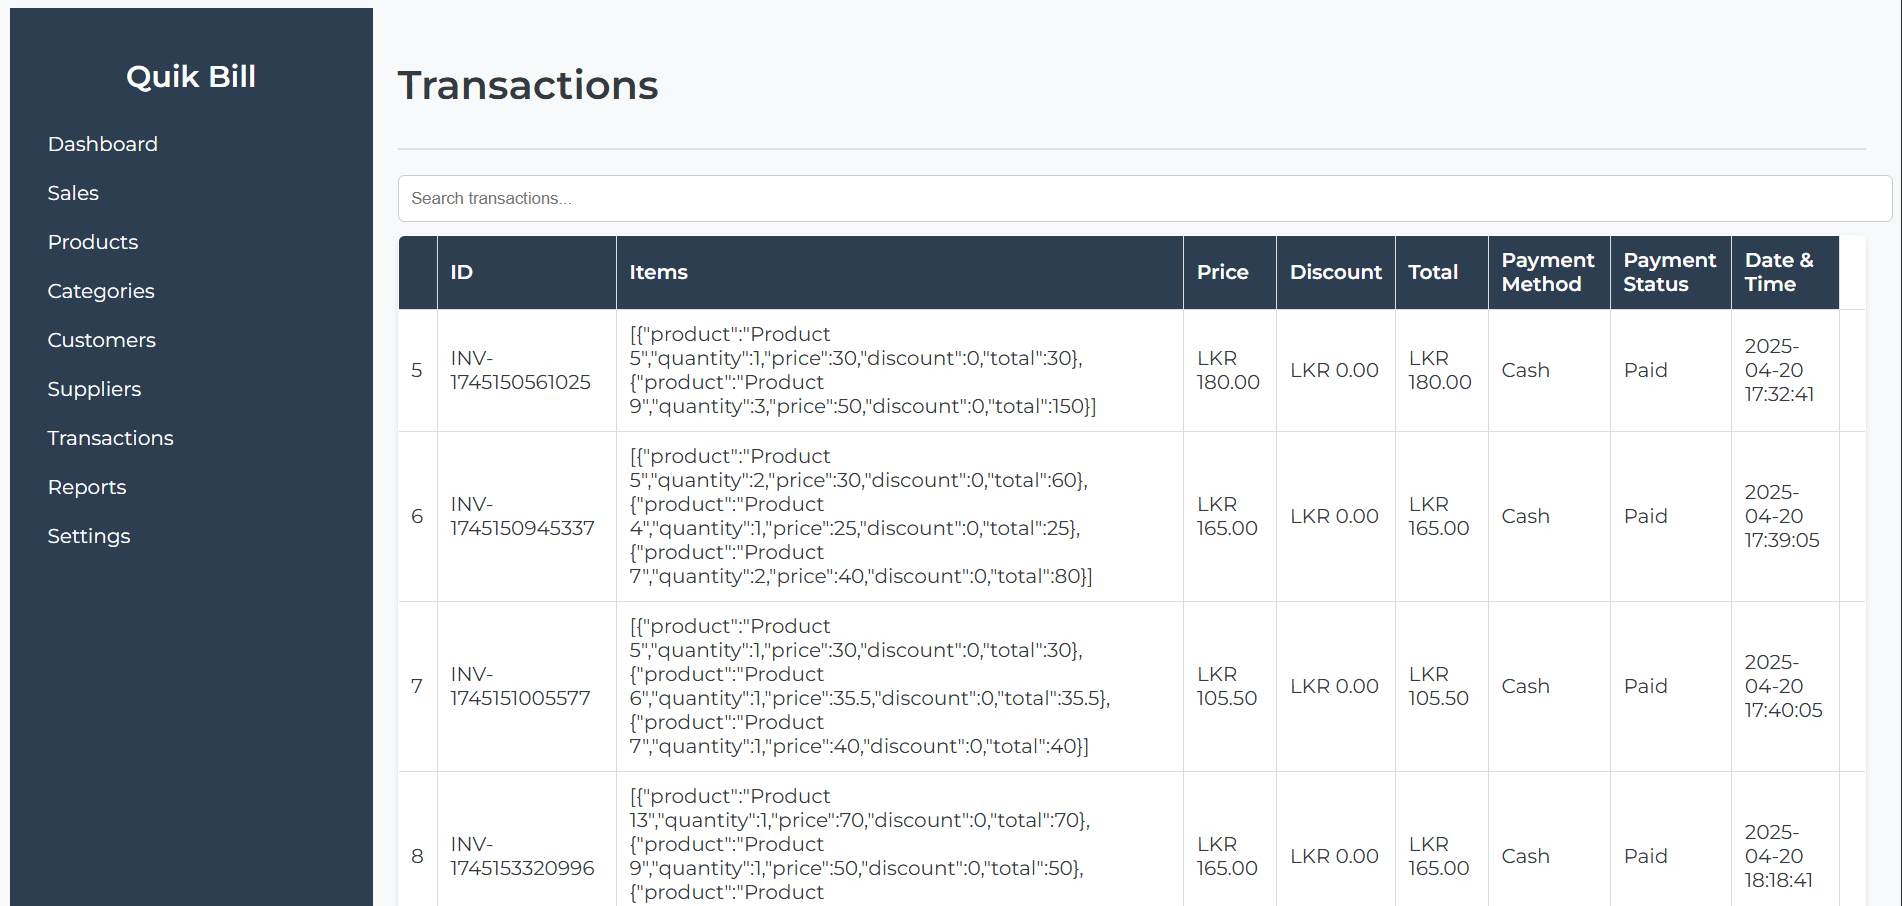 Quik Bill
Dashboard
Sales
Products
Categories
Customers
Suppliers
Transactions
Reports
Settings
Transactions
Search transactions...
ID Items Price Discount Total Payment Method Payment Status Date & Time
5
INV-
1745150561025
[{"product":"Product
5","quantity":1,"price":30,"discount":0,"total":30},
{"product":"Product
9","quantity":3,"price":50,"discount":0,"total":150}]
LKR
180.00
LKR 0.00
LKR
180.00
Cash
Paid
2025-
04-20
17:32:41
6
INV-
1745150945337
[{"product":"Product
5","quantity":2,"price":30,"discount":0,"total":60},
{"product":"Product
4","quantity":1,"price":25,"discount":0,"total":25},
{"product":"Product
7","quantity":2,"price":40,"discount":0,"total":80}]
LKR
165.00
LKR 0.00
LKR
165.00
Cash
Paid
2025-
04-20
17:39:05
7
INV-
1745151005577
[{"product":"Product
5","quantity":1,"price":30,"discount":0,"total":30},
{"product":"Product
6","quantity":1,"price":35.5,"discount":0,"total":35.5},
{"product":"Product
7","quantity":1,"price":40,"discount":0,"total":40}]
LKR
105.50
LKR 0.00
LKR
105.50
Cash
Paid
2025-
04-20
17:40:05
8
INV-
1745153320996
[{"product":"Product
13","quantity":1,"price":70,"discount":0,"total":70},
{"product":"Product
9","quantity":1,"price":50,"discount":0,"total":50},
{"product":"Product
LKR
165.00
LKR 0.00
LKR
165.00
Cash
Paid
2025-
04-20
18:18:41